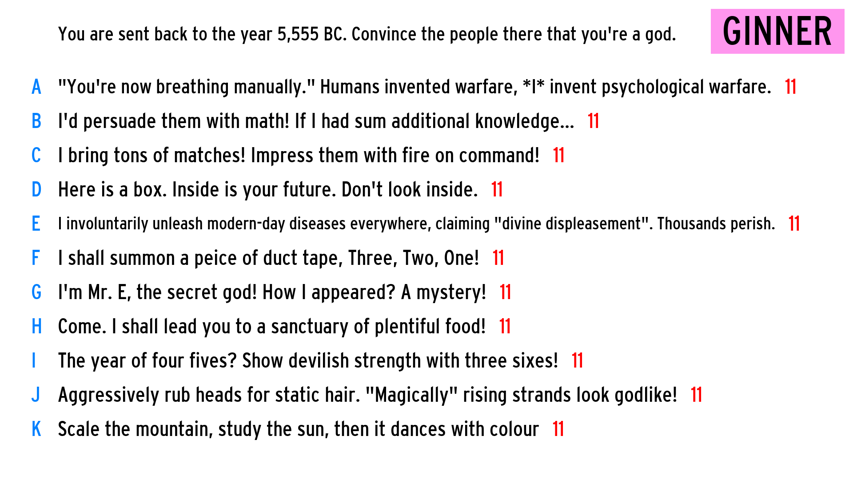 You are sent back to the year 5,555 BC. Convince the people there that you're a god. GINNER
A "You're now breathing manually." Humans invented warfare, *I* invent psychological warfare. 11
B I'd persuade them with math! If I had sum additional knowledge... 11
C I bring tons of matches! Impress them with fire on command! 11
D Here is a box. Inside is your future. Don't look inside. 11
E I involuntarily unleash modern-day diseases everywhere, claiming "divine displeasement". Thousands perish. 11
F I shall summon a peice of duct tape, Three, Two, One! 11
G I'm Mr. E, the secret god! How I appeared? A mystery! 11
H Come. I shall lead you to a sanctuary of plentiful food! 11
I The year of four fives? Show devilish strength with three sixes! 11
J Aggressively rub heads for static hair. "Magically" rising strands look godlike! 11
K Scale the mountain, study the sun, then it dances with colour 11